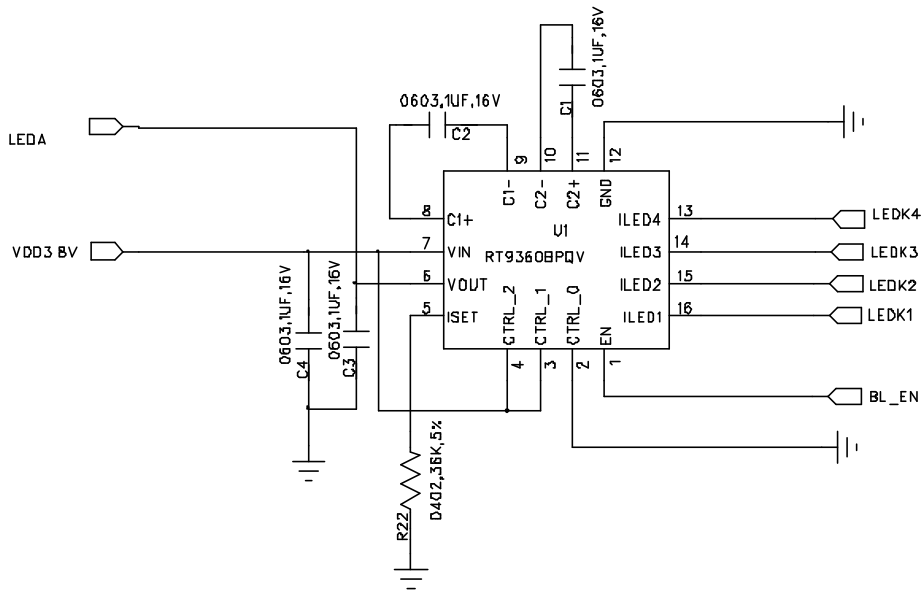 0603,1UF,16V
C1
0603,1UF,16V
C2
LEDA
9
10
11
12
C1-
C2-
C2+
GND
8
C1+
U1
ILED4
13
LEDK4
VDD3 8V
7
VIN
RT9360BPQV
ILED3
14
LEDK3
6
VOUT
ILED2
15
LEDK2
5
ISET
CTRL_2
CTRL_1
CTRL_0
EN
ILED1
16
LEDK1
0603,1UF,16V
C4
0603,1UF,16V
C3
4
3
2
1
BL_EN
0402,36K,5%
R22